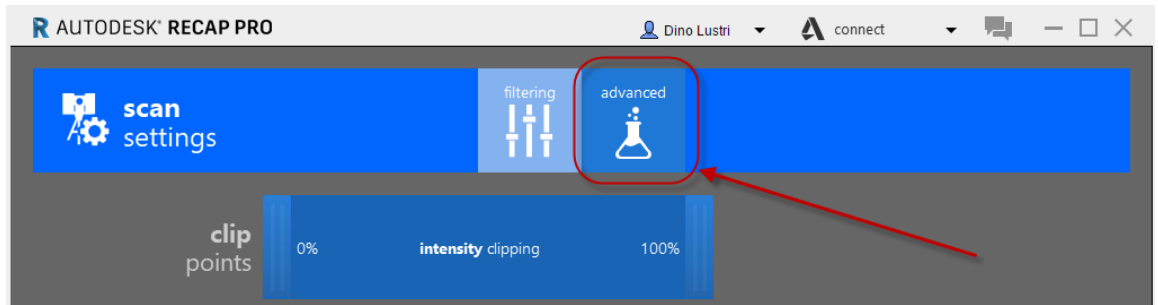 AUTODESK® RECAP PRO
Dino Lustri
connect
scan
settings
filtering
advanced
clip
points
0%
intensity clipping
100%